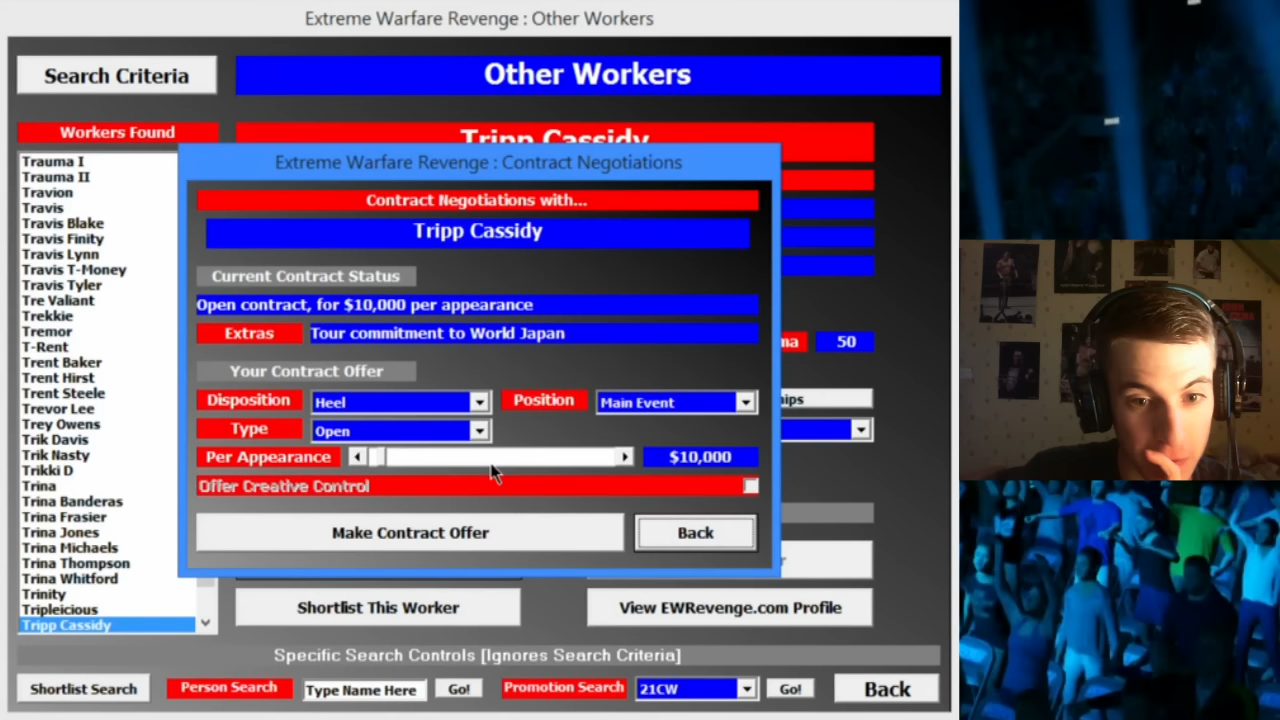 Extreme Warfare Revenge : Other Workers
Search Criteria
Other Workers
Workers Found
Tripp Cassidy
Trauma I
Trauma II
Travion
Travis
Travis Blake
Travis Finity
Travis Lynn
Travis T-Money
Travis Tyler
Tre Valiant
Trekkie
Tremor
T-Rent
Trent Baker
Trent Hirst
Trent Steele
Trevor Lee
Trey Owens
Trik Davis
Trik Nasty
Trikki D
Trina
Trina Banderas
Trina Frasier
Trina Jones
Trina Michaels
Trina Thompson
Trina Whitford
Trinity
Tripleicious
Tripp Cassidy
Extreme Warfare Revenge : Contract Negotiations
Contract Negotiations with...
Tripp Cassidy
Current Contract Status
Open contract, for $10,000 per appearance
Extras Tour commitment to World Japan
Your Contract Offer
Disposition Heel Position Main Event
Type Open
Per Appearance $10,000
Offer Creative Control
Make Contract Offer Back
ma 50
ips
Shortlist This Worker View EWRevenge.com Profile
Specific Search Controls [Ignores Search Criteria]
Shortlist Search Person Search Type Name Here Go! Promotion Search 21CW Go! Back